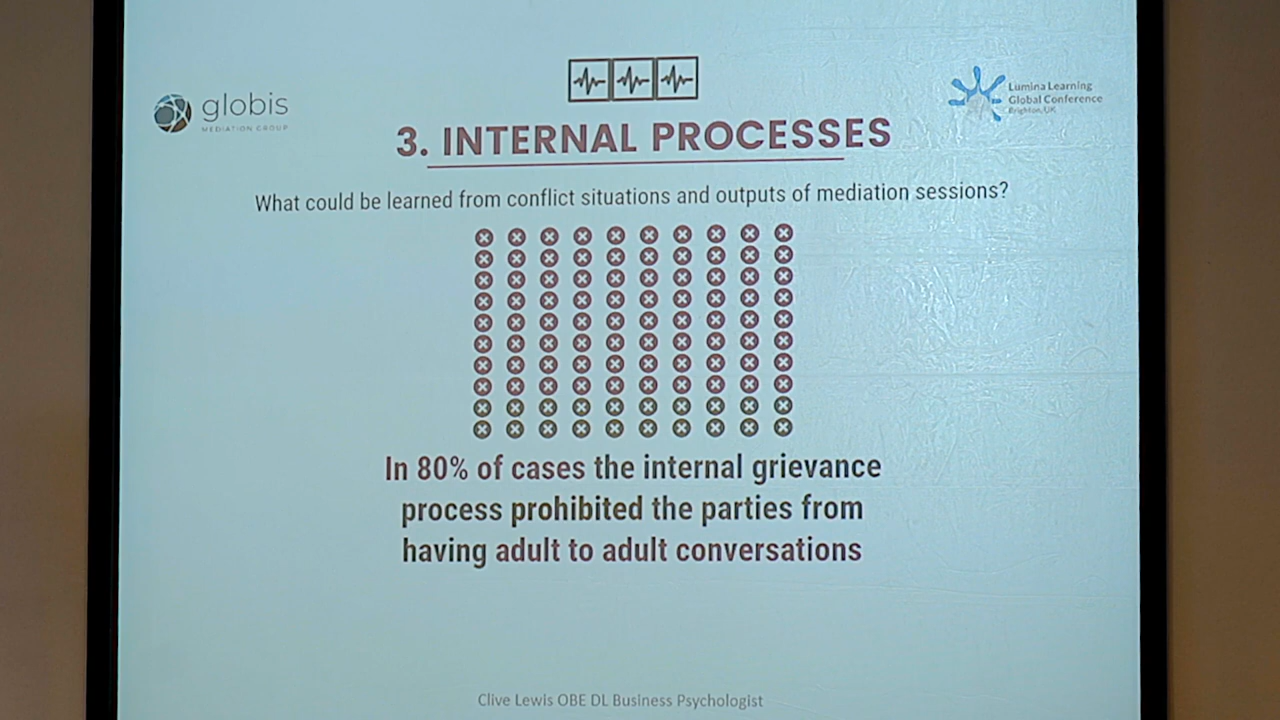 globis
MEDIATION GROUP
Lumina Learning
Global Conference
Brighton, UK
3. INTERNAL PROCESSES
What could be learned from conflict situations and outputs of mediation sessions?
In 80% of cases the internal grievance
process prohibited the parties from
having adult to adult conversations
Clive Lewis OBE DL Business Psychologist